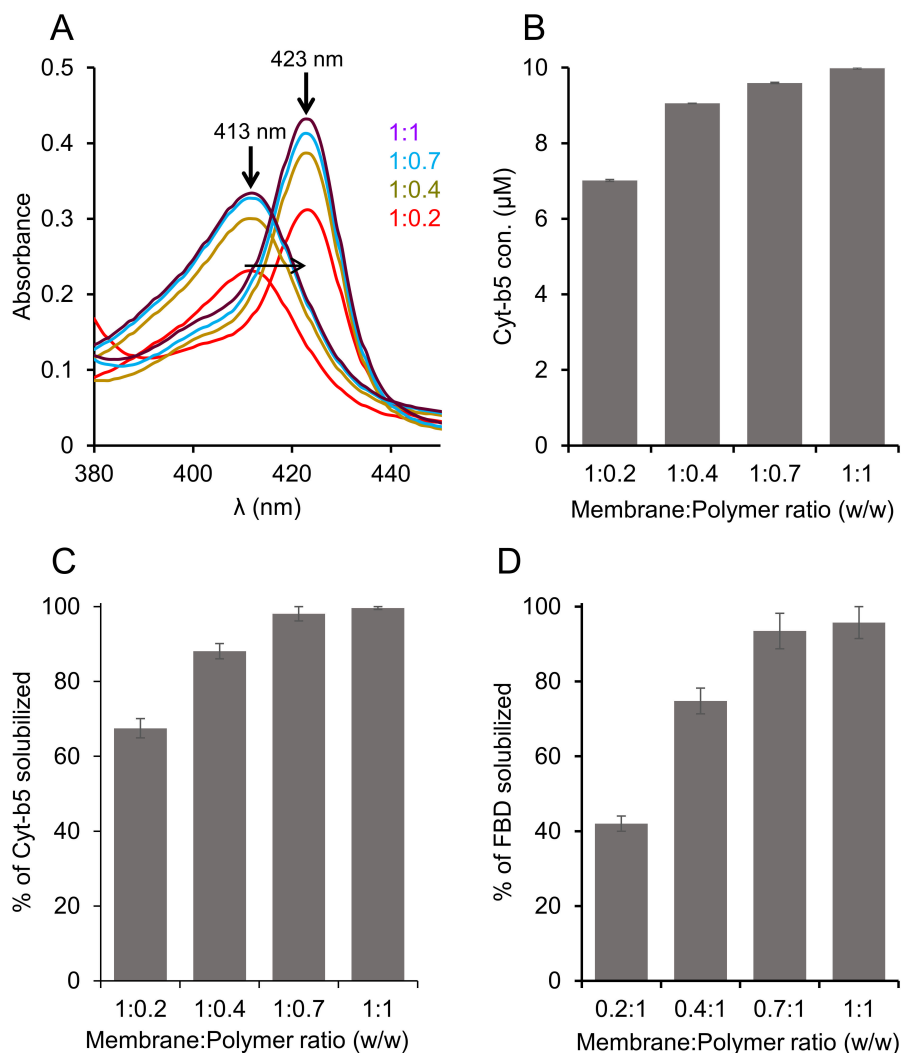 A
423 nm
413 nm
0.5
0.4
0.3
0.2
0.1
0
Absorbance
1:1
1:0.7
1:0.4
1:0.2
380 400 420 440
λ (nm)
B
10
8
6
4
2
0
Cyt-b5 con. (µM)
1:0.2 1:0.4 1:0.7 1:1
Membrane:Polymer ratio (w/w)
C
100
80
60
40
20
0
% of Cyt-b5 solubilized
1:0.2 1:0.4 1:0.7 1:1
Membrane:Polymer ratio (w/w)
D
100
80
60
40
20
0
% of FBD solubilized
0.2:1 0.4:1 0.7:1 1:1
Membrane:Polymer ratio (w/w)